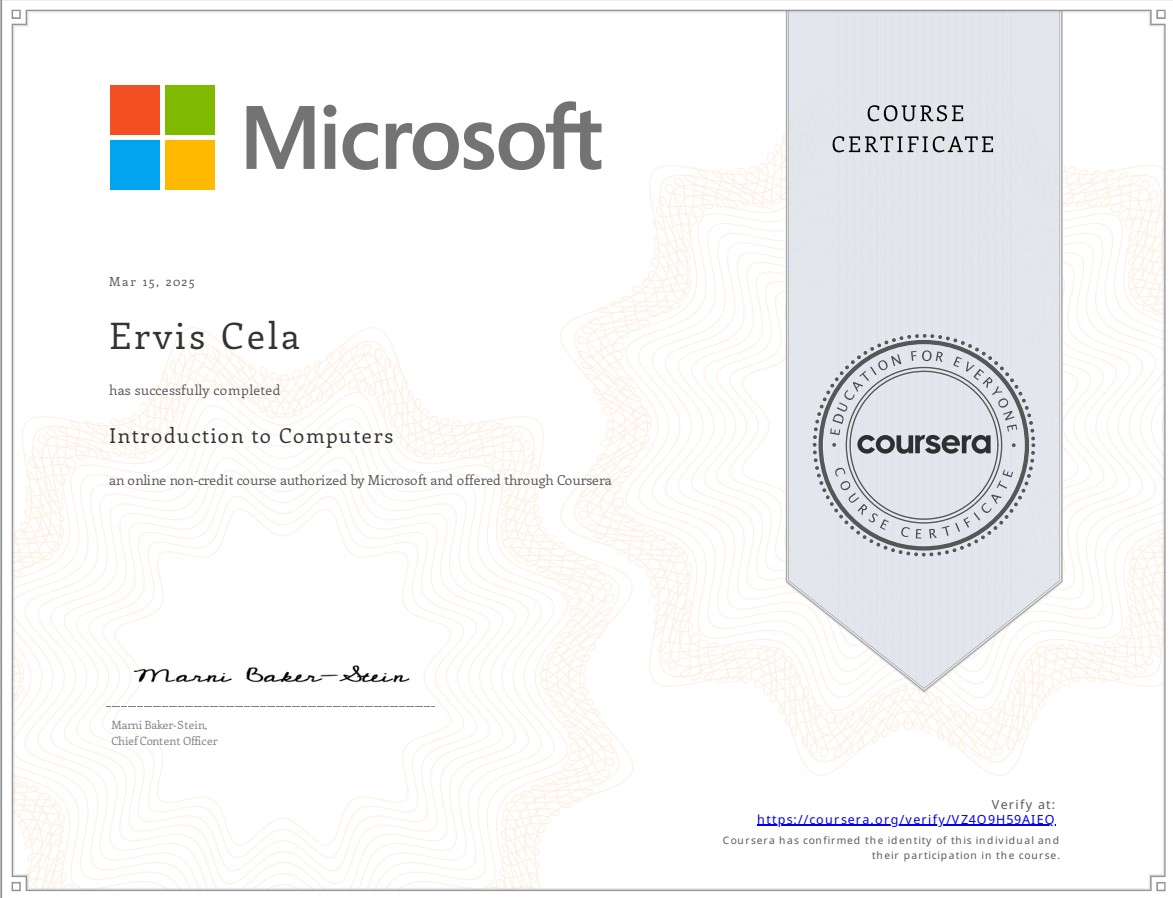 Microsoft
COURSE
CERTIFICATE
Mar 15, 2025
Ervis Cela
has successfully completed
Introduction to Computers
an online non-credit course authorized by Microsoft and offered through Coursera
EDUCATION FOR EVERYONE
coursera
COURSE CERTIFICATE
Marni Baker-Stein
Marni Baker-Stein,
Chief Content Officer
Verify at:
https://coursera.org/verify/VZ4O9H59AIEQ
Coursera has confirmed the identity of this individual and
their participation in the course.